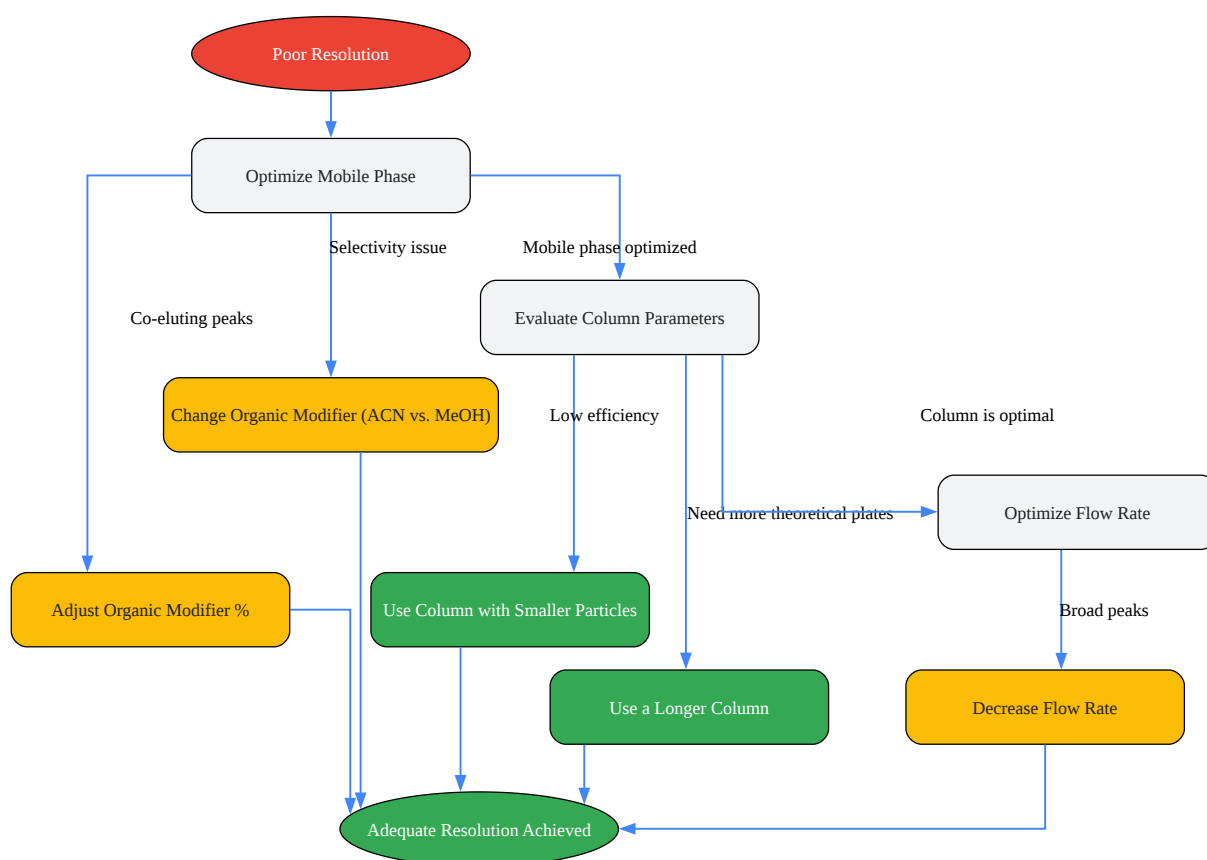 Poor Resolution
Optimize Mobile Phase
Selectivity issue
Mobile phase optimized
Co-eluting peaks
Evaluate Column Parameters
Change Organic Modifier (ACN vs. MeOH)
Low efficiency
Column is optimal
Need more theoretical plates
Optimize Flow Rate
Adjust Organic Modifier %
Use Column with Smaller Particles
Broad peaks
Use a Longer Column
Decrease Flow Rate
Adequate Resolution Achieved